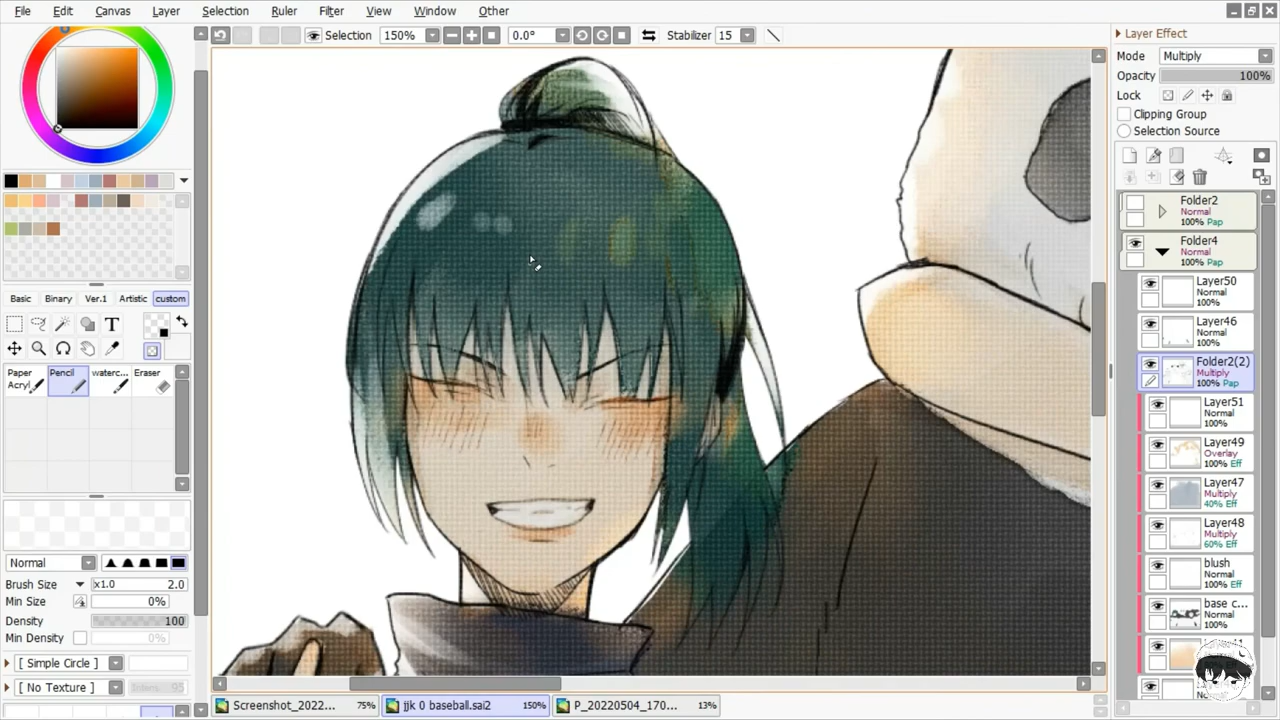 File Edit Canvas Layer Selection Ruler Filter View Window Other
Selection 150% 0.0° Stabilizer 15
Layer Effect
Mode Multiply
Opacity 100%
Lock
Clipping Group
Selection Source
Folder2
Normal
100% Pap
Folder4
Normal
100% Pap
Layer50
Normal
100%
Layer46
Normal
100%
Folder2(2)
Multiply
100% Pap
Layer51
Normal
100%
Layer49
Overlay
100% Eff
Layer47
Multiply
40% Eff
Layer48
Multiply
60% Eff
blush
Normal
100% Eff
base c...
Normal
100%
Basic Binary Ver.1 Artistic custom
T
Paper
Acryl
Pencil
waterc...
Eraser
Normal
Brush Size x1.0 2.0
Min Size 0%
Density 100
Min Density 0%
[ Simple Circle ]
[ No Texture ] 95
Screenshot_2022... 75% jjk 0 baseball.sai2 150% P_20220504_170... 13%